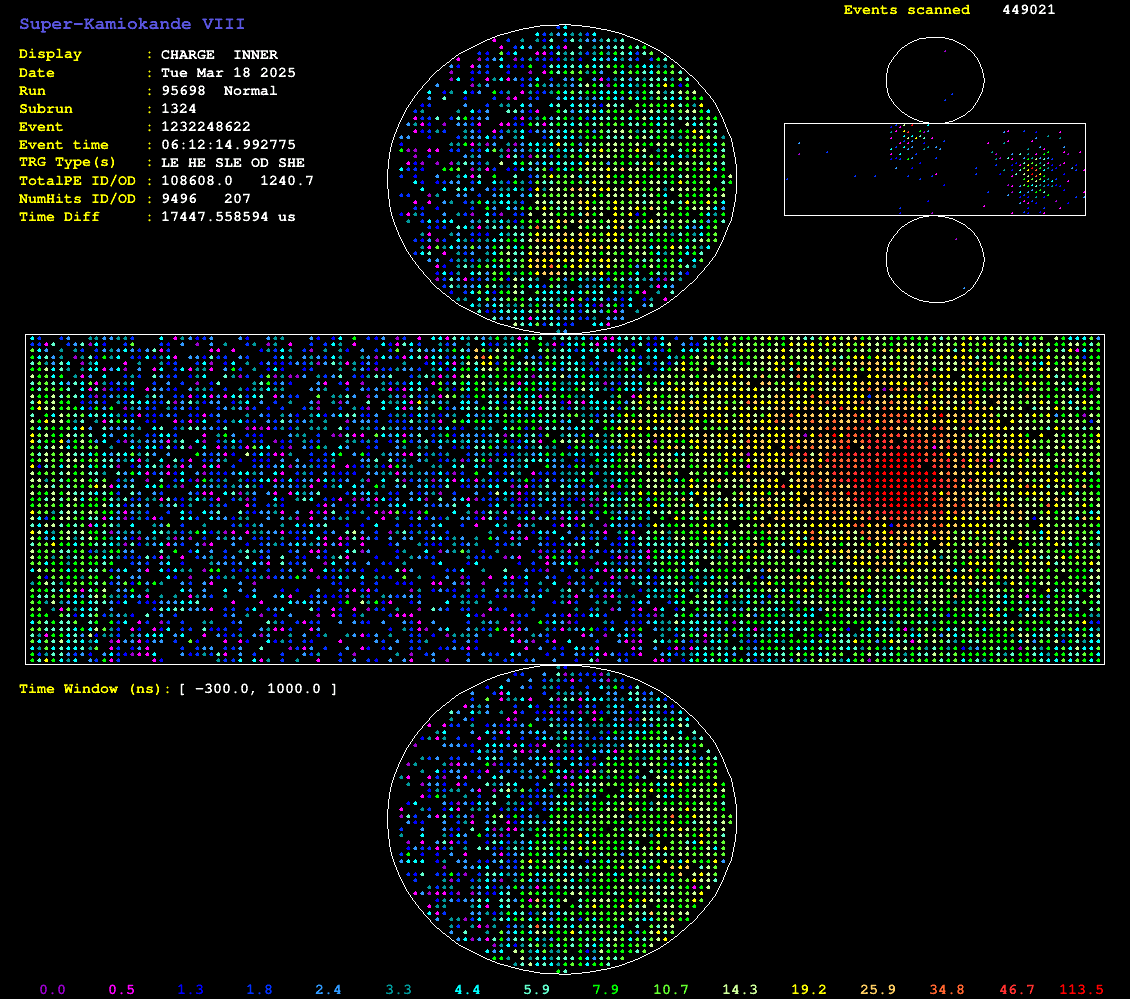 Super-Kamiokande VIII
Events scanned 449021
Display : CHARGE INNER
Date : Tue Mar 18 2025
Run : 95698 Normal
Subrun : 1324
Event : 1232248622
Event time : 06:12:14.992775
TRG Type(s) : LE HE SLE OD SHE
TotalPE ID/OD : 108608.0 1240.7
NumHits ID/OD : 9496 207
Time Diff : 17447.558594 us
Time Window (ns): [ -300.0, 1000.0 ]
0.0 0.5 1.3 1.8 2.4 3.3 4.4 5.9 7.9 10.7 14.3 19.2 25.9 34.8 46.7 113.5